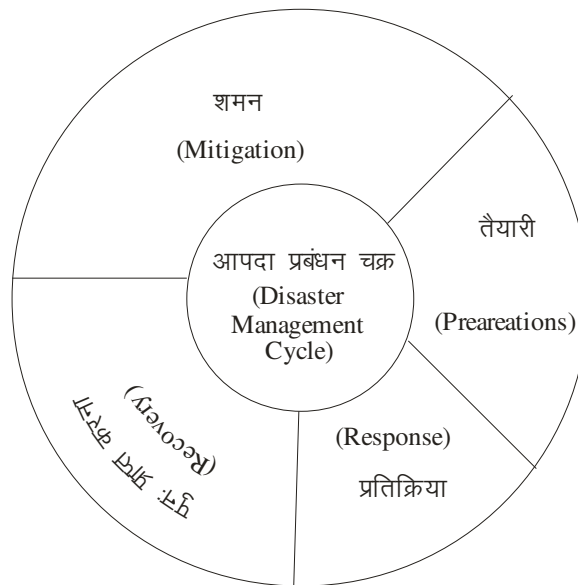 शमन
(Mitigation)
तैयारी
(Preareations)
आपदा प्रबंधन चक्र
(Disaster
Management
Cycle)
(Response)
प्रतिक्रिया
(Recovery)
पुनः प्राप्त करना